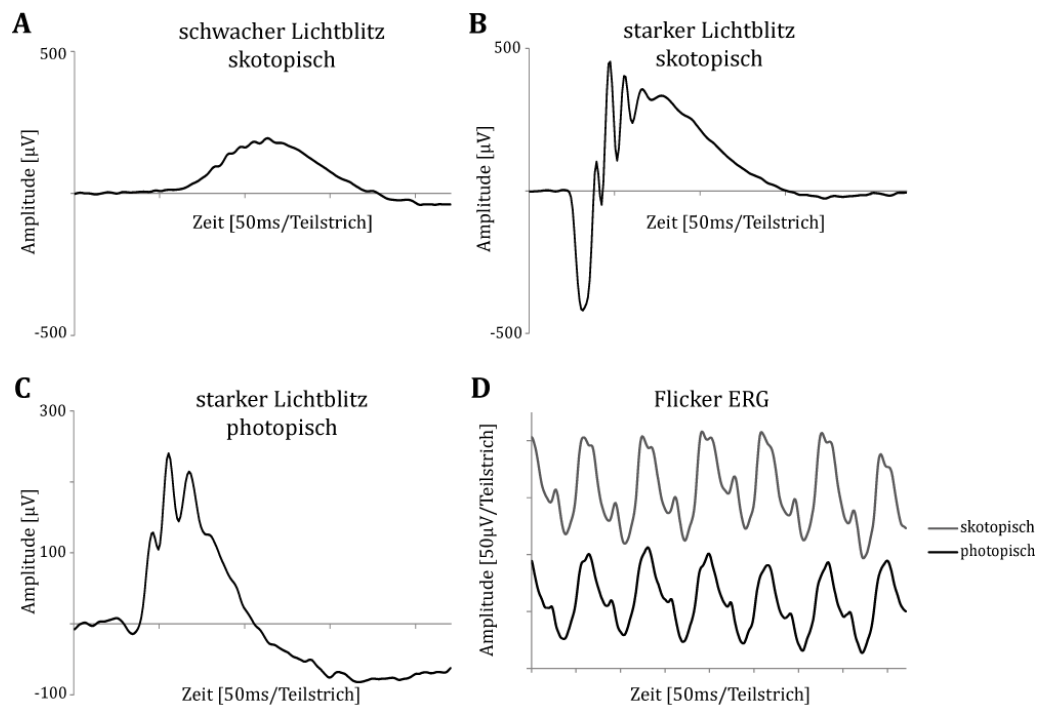 A
schwacher Lichtblitz
skotopisch
500
Amplitude [µV]
-500
Zeit [50ms/Teilstrich]
B
starker Lichtblitz
skotopisch
500
Amplitude [µV]
-500
Zeit [50ms/Teilstrich]
C
starker Lichtblitz
photopisch
300
100
-100
Amplitude [µV]
Zeit [50ms/Teilstrich]
D
Flicker ERG
Amplitude [50µV/Teilstrich]
Zeit [50ms/Teilstrich]
skotopisch
photopisch